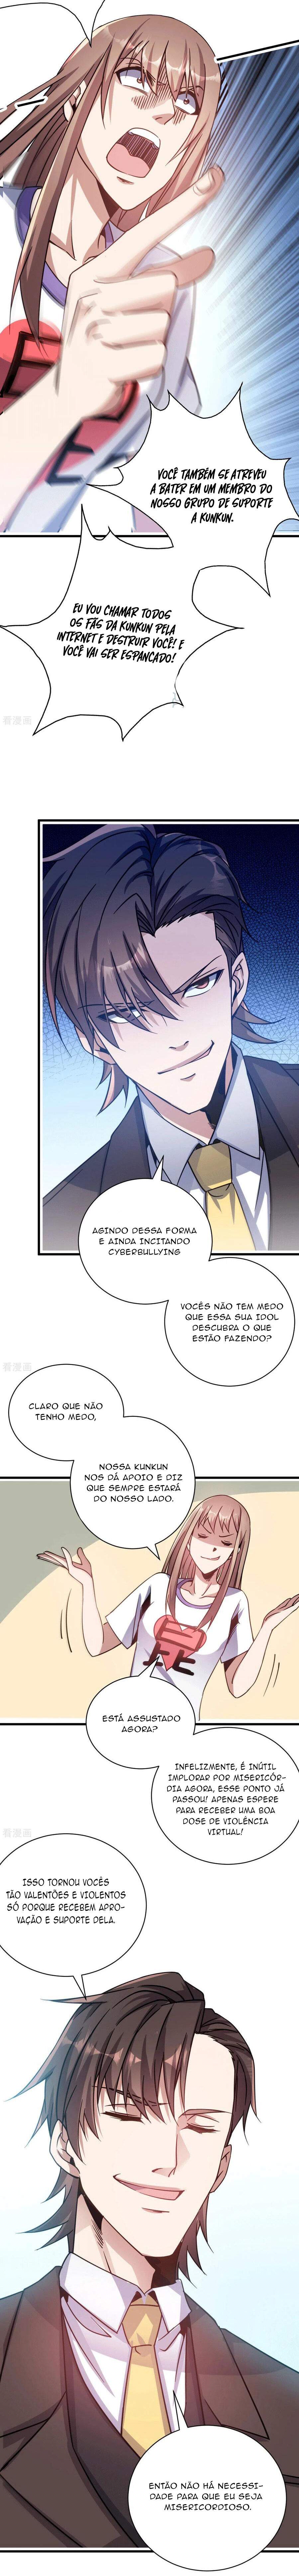 VOCÊ TAMBÉM SE ATREVEU
A BATER EM UM MEMBRO DO
NOSSO GRUPO DE SUPORTE
A KUNKUN.
EU VOU CHAMAR TODOS
OS FÃS DA KUNKUN PELA
INTERNET E DESTRUIR VOCÊ! E
VOCÊ VAI SER ESPANCADO!
AGINDO DESSA FORMA
E AINDA INCITANDO
CYBERBULLYING
VOCÊS NÃO TEM MEDO
QUE ESSA SUA IDOL
DESCUBRA O QUE
ESTÃO FAZENDO?
CLARO QUE NÃO
TENHO MEDO,
NOSSA KUNKUN
NOS DÁ APOIO E DIZ
QUE SEMPRE ESTARÁ
DO NOSSO LADO.
ESTÁ ASSUSTADO
AGORA?
INFELIZMENTE, É INÚTIL
IMPLORAR POR MISERICÓR-
DIA AGORA, ESSE PONTO JÁ
PASSOU! APENAS ESPERE
PARA RECEBER UMA BOA
DOSE DE VIOLÊNCIA
VIRTUAL!
ISSO TORNOU VOCÊS
TÃO VALENTÕES E VIOLENTOS
SÓ PORQUE RECEBEM APRO-
VAÇÃO E SUPORTE DELA.
ENTÃO NÃO HÁ NECESSI-
DADE PARA QUE EU SEJA
MISERICORDIOSO.